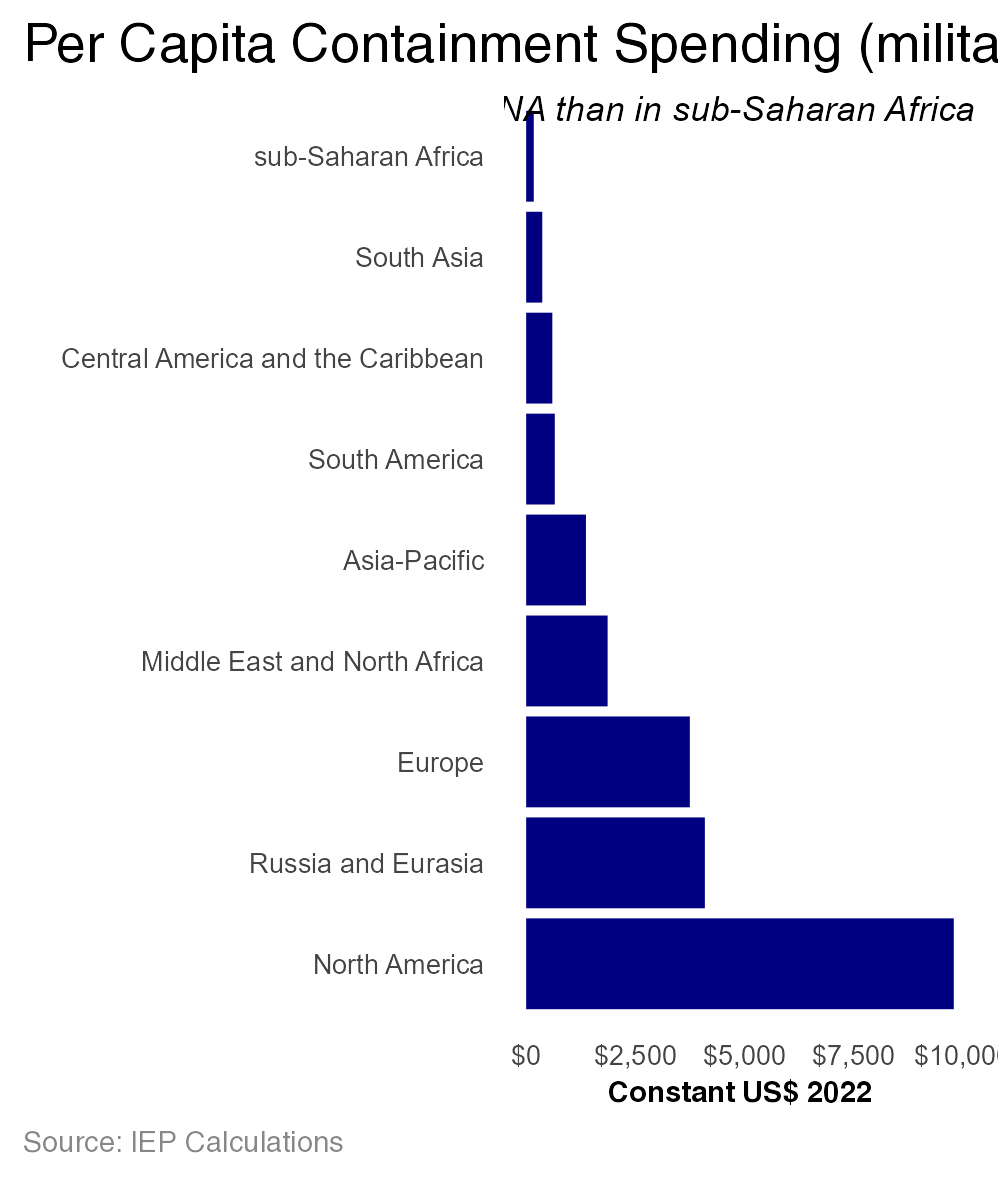 Per Capita Containment Spending (milita
NA than in sub-Saharan Africa
sub-Saharan Africa
South Asia
Central America and the Caribbean
South America
Asia-Pacific
Middle East and North Africa
Europe
Russia and Eurasia
North America
$0 $2,500 $5,000 $7,500 $10,00
Constant US$ 2022
Source: IEP Calculations